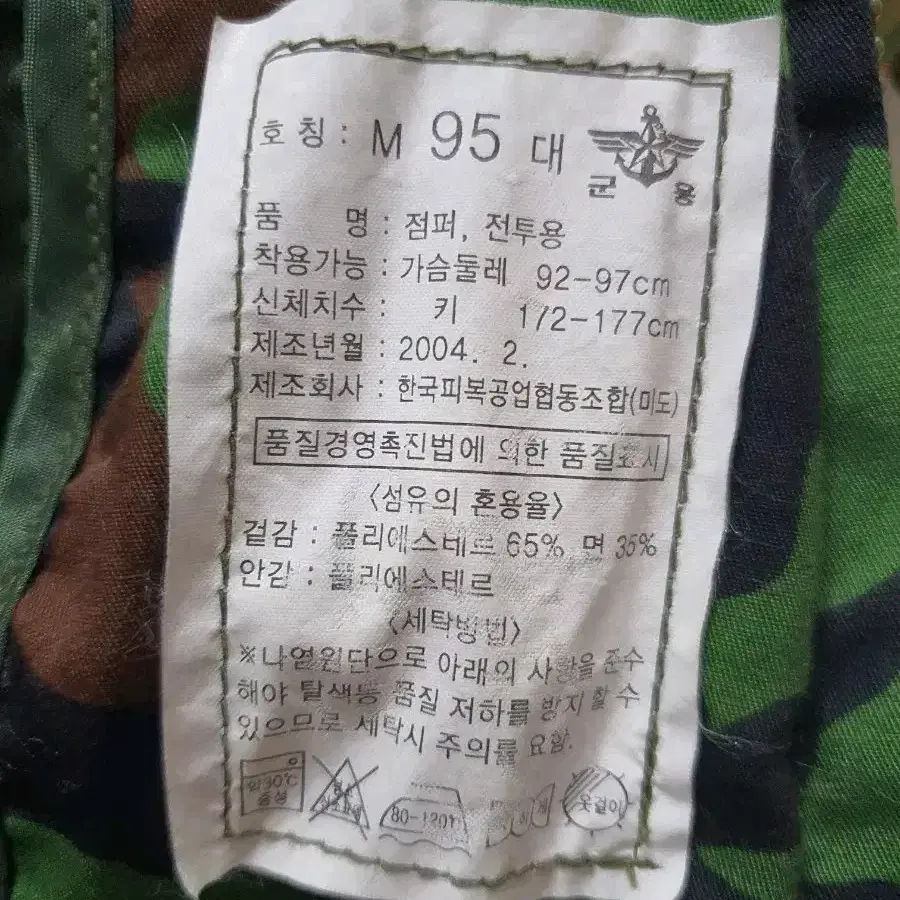 호칭 : M 95 대
군 용
품 명 : 점퍼, 전투용
착용가능 : 가슴둘레 92-97cm
신체치수 : 키 1/2-177cm
제조년월 : 2004. 2.
제조회사 : 한국피복공업협동조합(미도)
품질경영촉진법에 의한 품질표시
〈섬유의 혼용율〉
겉감 : 폴리에스테르 65% 면 35%
안감 : 폴리에스테르
〈세탁방법〉
※나염원단으로 아래의 사항을 준수
해야 탈색등 품질 저하를 방지 할 수
있으므로 세탁시 주의를 요함.
약30℃
중성
80-120℃
옷걸이